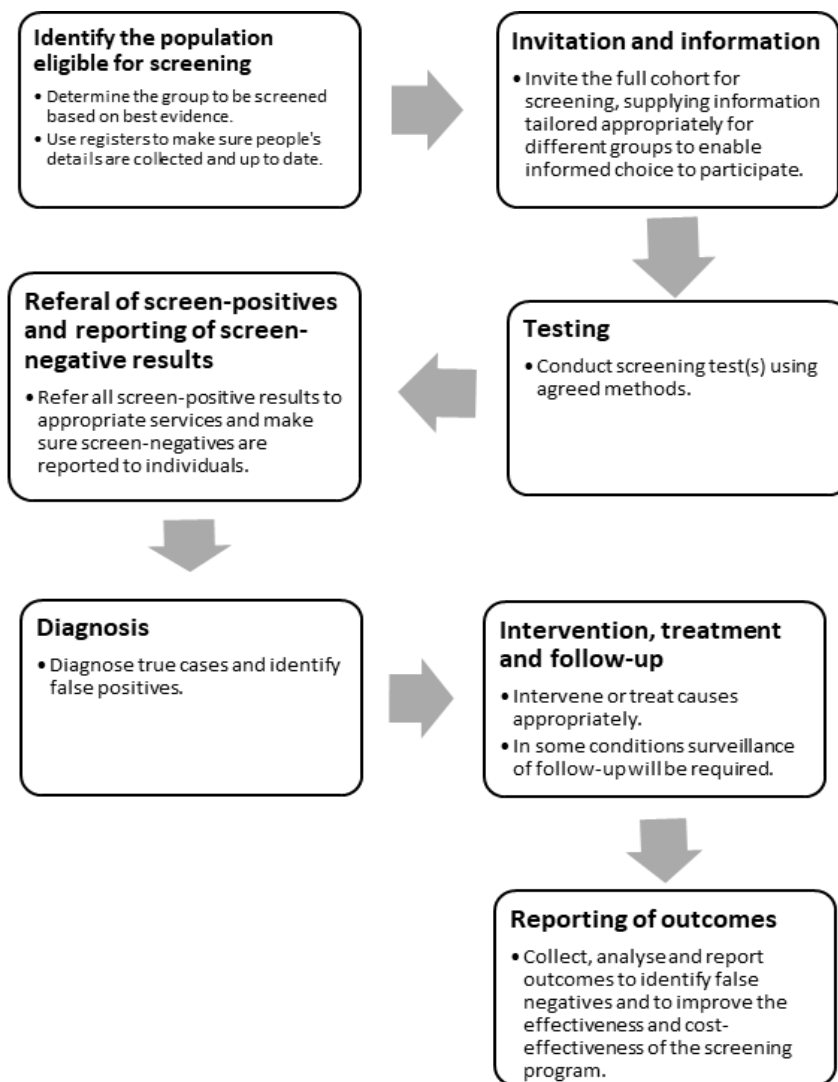 Identify the population
eligible for screening
• Determine the group to be screened
based on best evidence.
• Use registers to make sure people's
details are collected and up to date.
Invitation and information
• Invite the full cohort for
screening, supplying information
tailored appropriately for
different groups to enable
informed choice to participate.
Testing
• Conduct screening test(s) using
agreed methods.
Referal of screen-positives
and reporting of screen-
negative results
• Refer all screen-positive results to
appropriate services and make
sure screen-negatives are
reported to individuals.
Diagnosis
• Diagnose true cases and identify
false positives.
Intervention, treatment
and follow-up
• Intervene or treat causes
appropriately.
• In some conditions surveillance
of follow-up will be required.
Reporting of outcomes
• Collect, analyse and report
outcomes to identify false
negatives and to improve the
effectiveness and cost-
effectiveness of the screening
program.